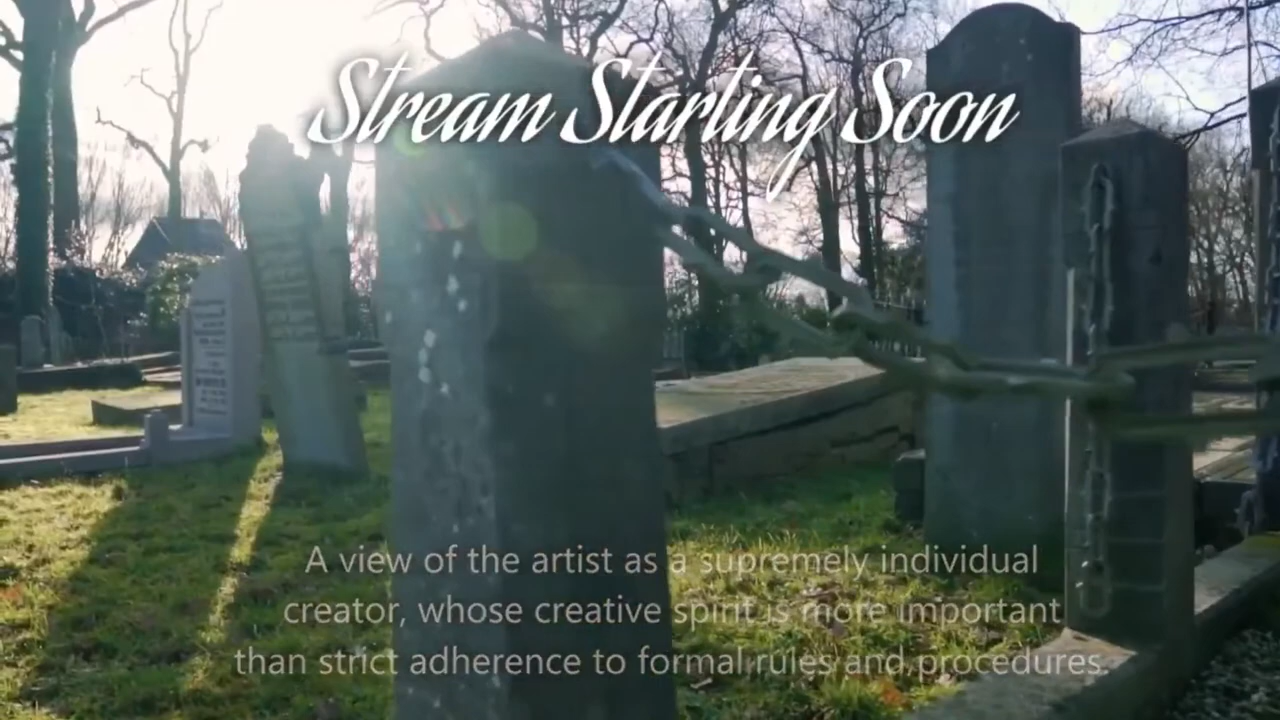 Stream Starting Soon
A view of the artist as a supremely individual
creator, whose creative spirit is more important
than strict adherence to formal rules and procedures.